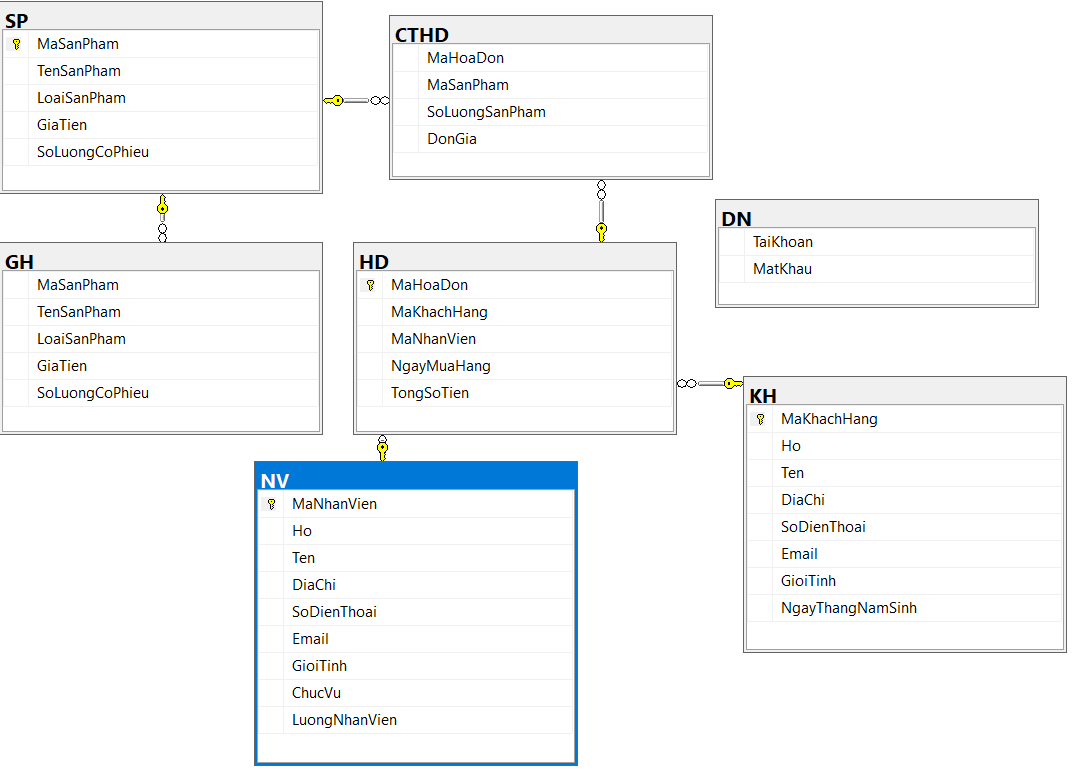 SP
MaSanPham
TenSanPham
LoaiSanPham
GiaTien
SoLuongCoPhieu
CTHD
MaHoaDon
MaSanPham
SoLuongSanPham
DonGia
DN
TaiKhoan
MatKhau
GH
MaSanPham
TenSanPham
LoaiSanPham
GiaTien
SoLuongCoPhieu
HD
MaHoaDon
MaKhachHang
MaNhanVien
NgayMuaHang
TongSoTien
KH
MaKhachHang
Ho
Ten
DiaChi
SoDienThoai
Email
GioiTinh
NgayThangNamSinh
NV
MaNhanVien
Ho
Ten
DiaChi
SoDienThoai
Email
GioiTinh
ChucVu
LuongNhanVien